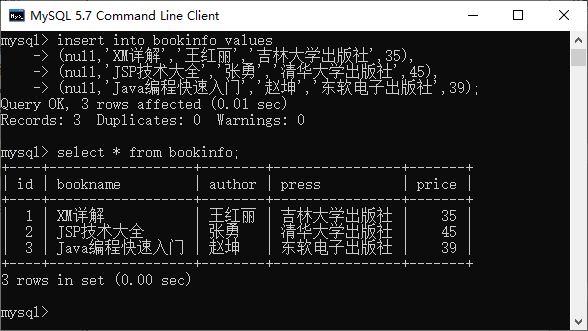 MySQL 5.7 Command Line Client
mysql> insert into bookinfo values
    -> (null,'XM详解','王红丽','吉林大学出版社',35),
    -> (null,'JSP技术大全','张勇','清华大学出版社',45),
    -> (null,'Java编程快速入门','赵坤','东软电子出版社',39);
Query OK, 3 rows affected (0.01 sec)
Records: 3  Duplicates: 0  Warnings: 0
mysql> select * from bookinfo;
+----+------------------+--------+----------------+-------+
| id | bookname         | author | press          | price |
+----+------------------+--------+----------------+-------+
|  1 | XM详解           | 王红丽 | 吉林大学出版社 |    35 |
|  2 | JSP技术大全      | 张勇   | 清华大学出版社 |    45 |
|  3 | Java编程快速入门 | 赵坤   | 东软电子出版社 |    39 |
+----+------------------+--------+----------------+-------+
3 rows in set (0.00 sec)
mysql>